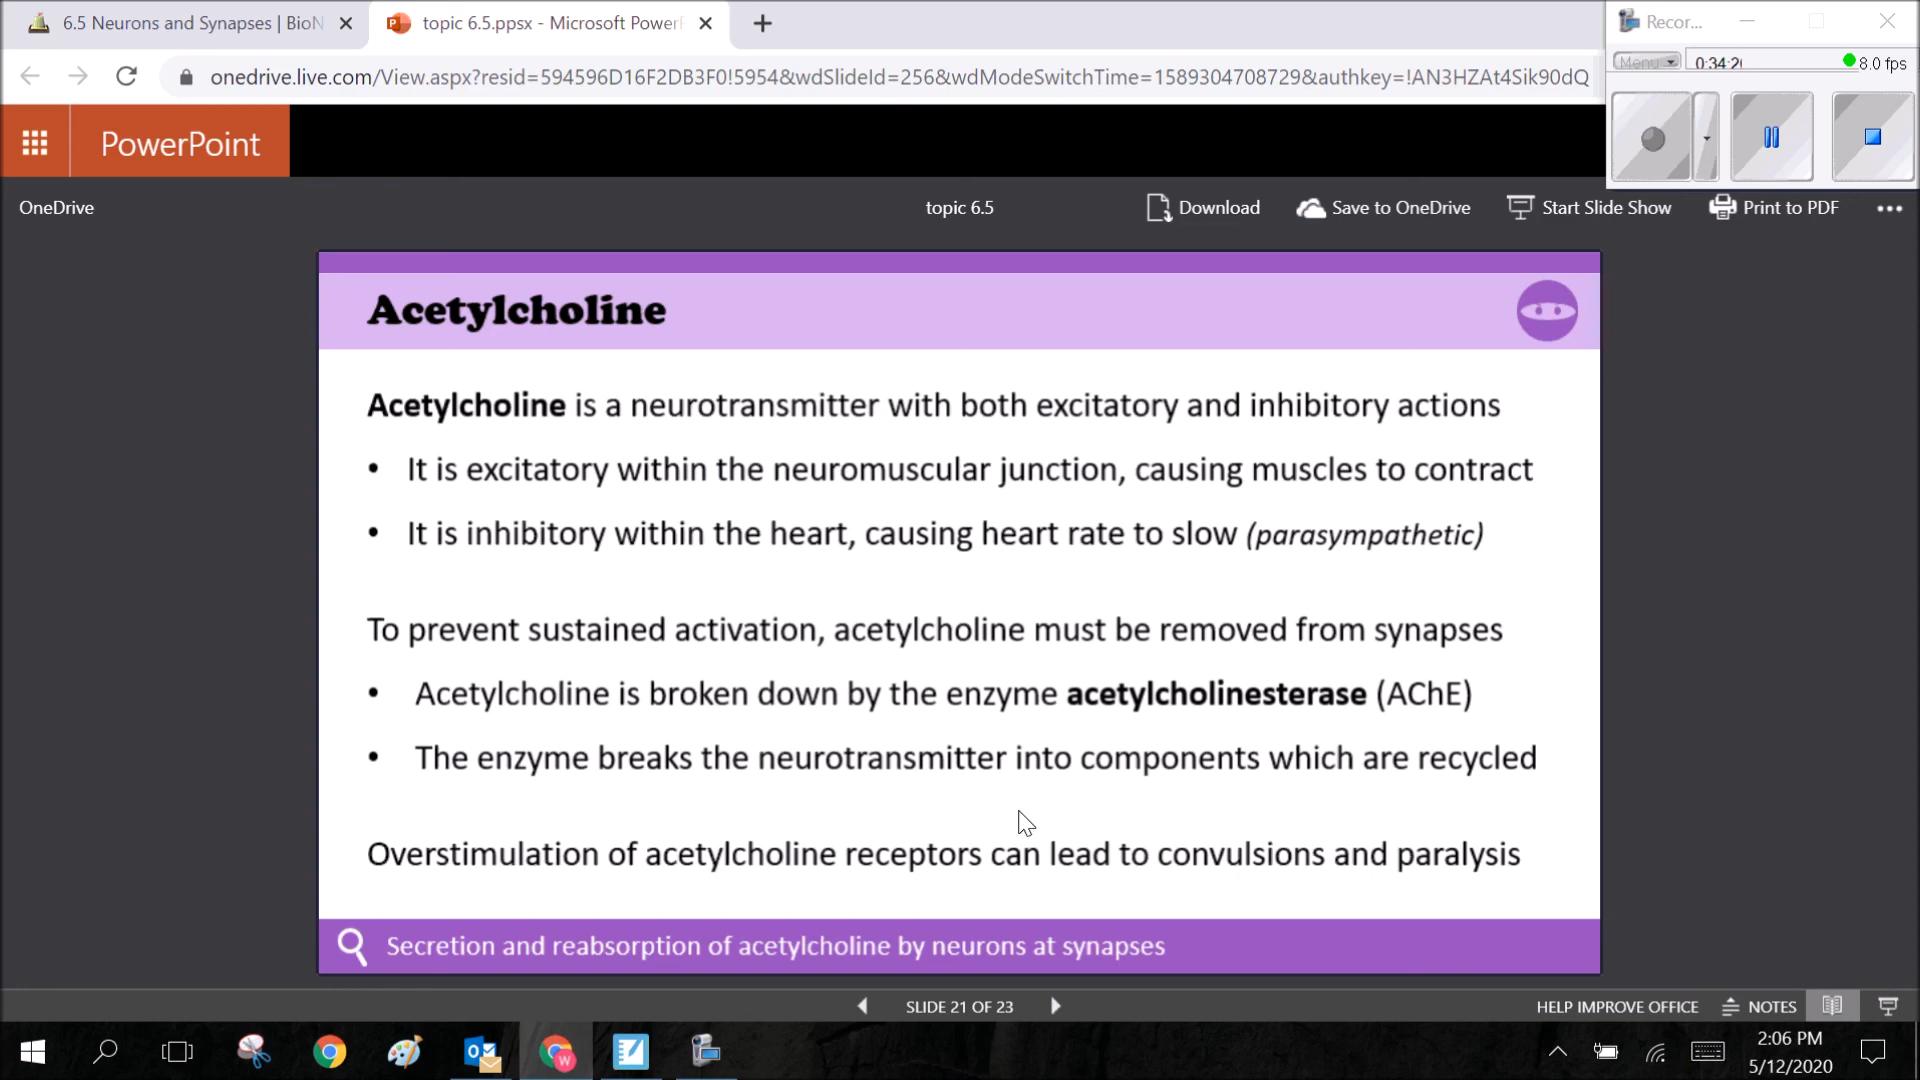 6.5 Neurons and Synapses | BioN
topic 6.5.ppsx - Microsoft Power
Recor...
onedrive.live.com/View.aspx?resid=594596D16F2DB3F0!5954&wdSlideId=256&wdModeSwitchTime=1589304708729&authkey=!AN3HZAt4Sik90dQ
Menu
0:34:2
8.0 fps
PowerPoint
OneDrive
topic 6.5
Download
Save to OneDrive
Start Slide Show
Print to PDF
Acetylcholine
Acetylcholine is a neurotransmitter with both excitatory and inhibitory actions
• It is excitatory within the neuromuscular junction, causing muscles to contract
• It is inhibitory within the heart, causing heart rate to slow (parasympathetic)
To prevent sustained activation, acetylcholine must be removed from synapses
• Acetylcholine is broken down by the enzyme acetylcholinesterase (AChE)
• The enzyme breaks the neurotransmitter into components which are recycled
Overstimulation of acetylcholine receptors can lead to convulsions and paralysis
Secretion and reabsorption of acetylcholine by neurons at synapses
SLIDE 21 OF 23
HELP IMPROVE OFFICE
NOTES
2:06 PM
5/12/2020